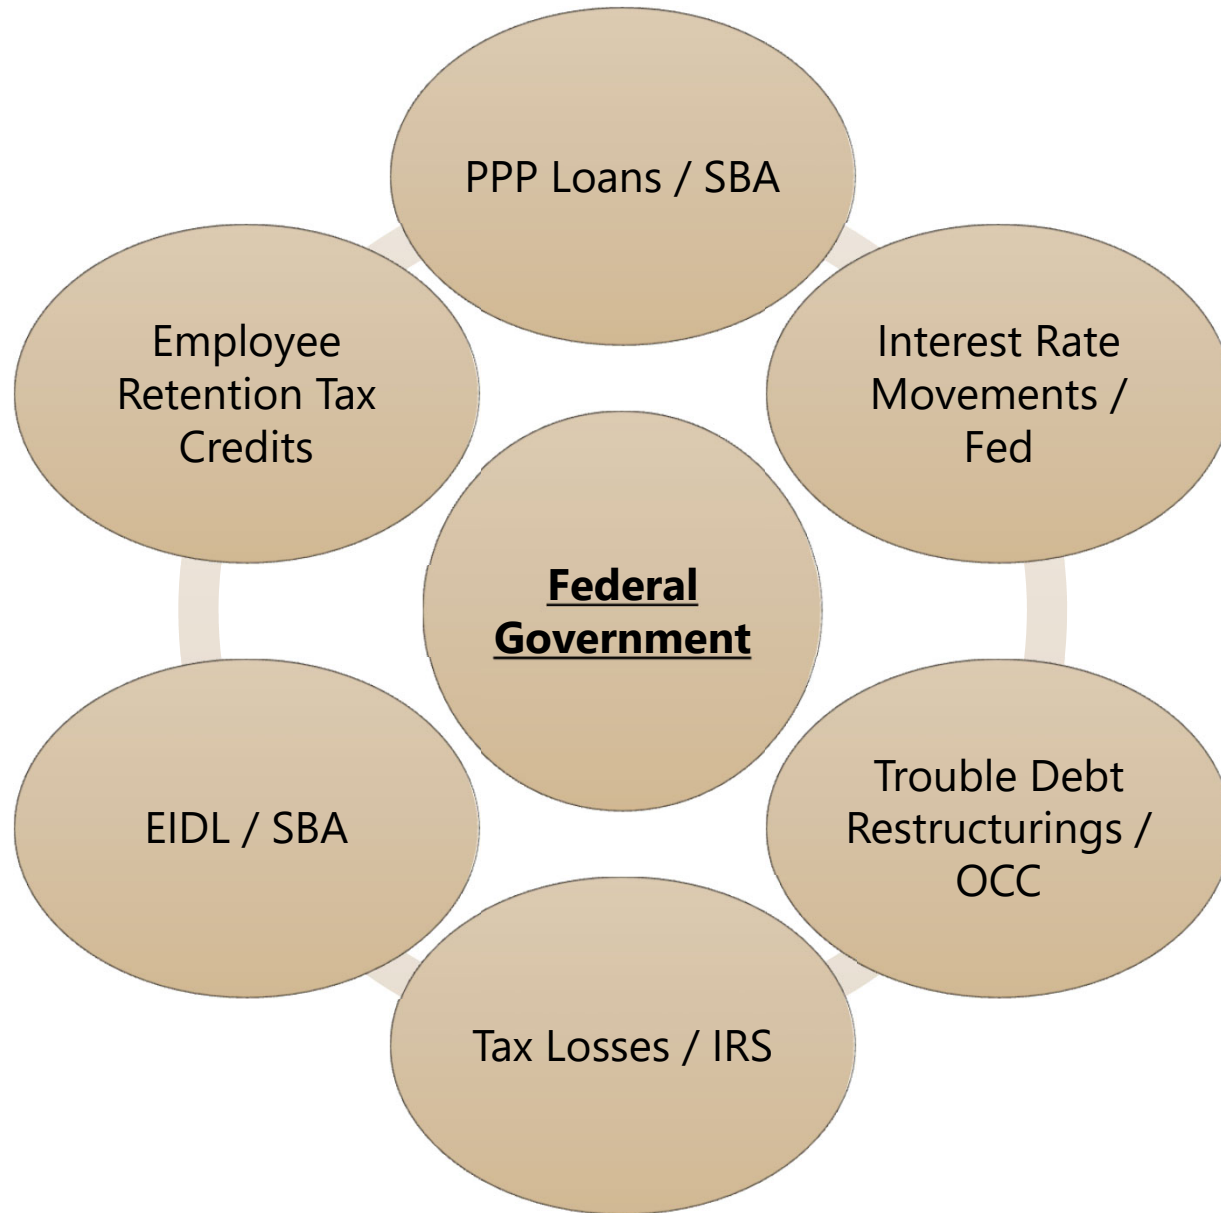 PPP Loans / SBA
Interest Rate
Movements /
Fed
Trouble Debt
Restructurings /
OCC
Tax Losses / IRS
EIDL / SBA
Employee
Retention Tax
Credits
Federal
Government